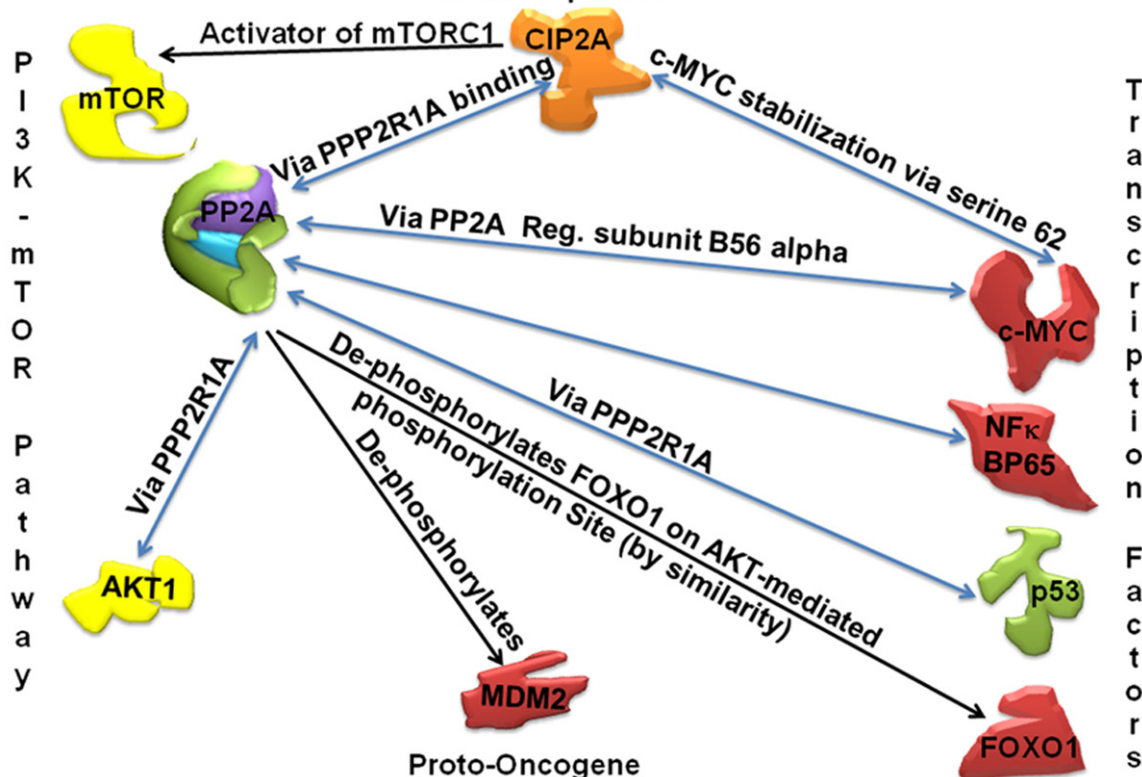 CIP2A
Activator of mTORC1
mTOR
Via PPP2R1A binding
c-MYC stabilization via serine 62
PP2A
Via PP2A Reg. subunit B56 alpha
c-MYC
NFκ
BP65
Via PPP2R1A
De-phosphorylates FOXO1 on AKT-mediated
phosphorylation Site (by similarity)
De-phosphorylates
Via PPP2R1A
AKT1
p53
MDM2
FOXO1
Proto-Oncogene
PI3K-mTOR Pathway
Transcription Factors